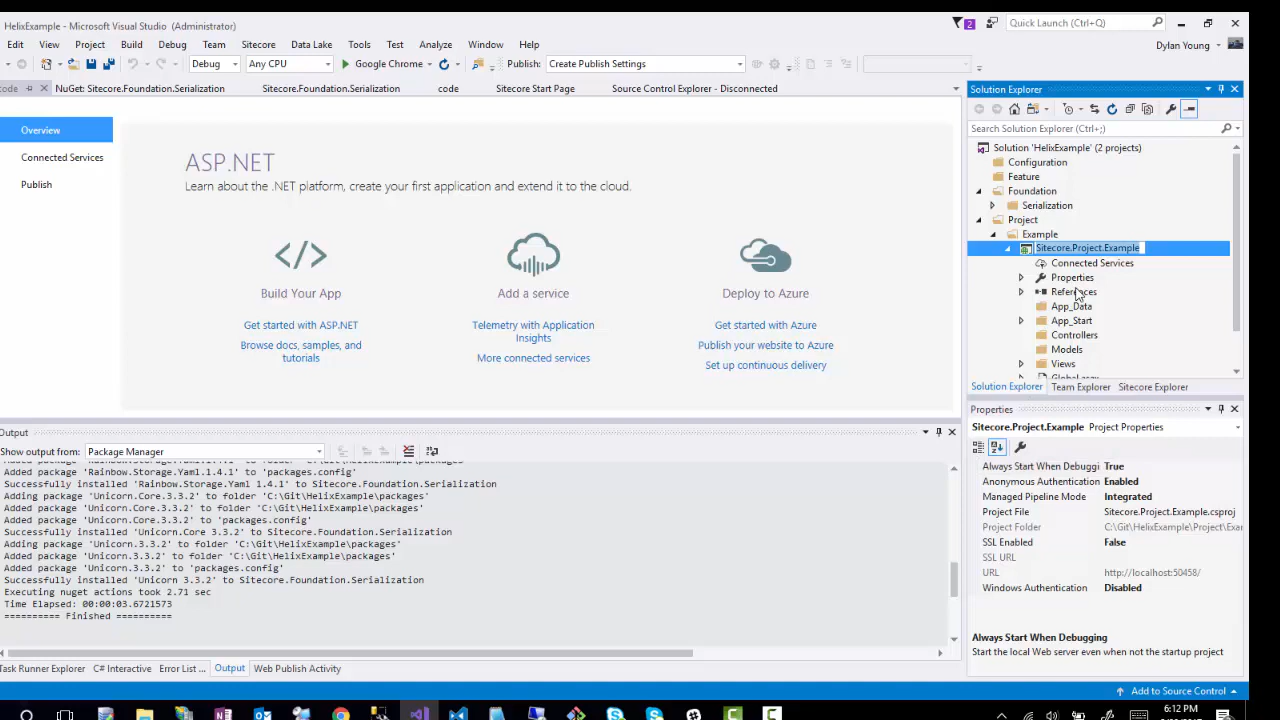 HelixExample - Microsoft Visual Studio (Administrator)
2
Quick Launch (Ctrl+Q)
Edit View Project Build Debug Team Sitecore Data Lake Tools Test Analyze Window Help
Dylan Young
Debug Any CPU Google Chrome Publish: Create Publish Settings
code NuGet: Sitecore.Foundation.Serialization Sitecore.Foundation.Serialization code Sitecore Start Page Source Control Explorer - Disconnected
Overview
Connected Services
Publish
ASP.NET
Learn about the .NET platform, create your first application and extend it to the cloud.
Build Your App
Get started with ASP.NET
Browse docs, samples, and
tutorials
Add a service
Telemetry with Application
Insights
More connected services
Deploy to Azure
Get started with Azure
Publish your website to Azure
Set up continuous delivery
Solution Explorer
Search Solution Explorer (Ctrl+;)
Solution 'HelixExample' (2 projects)
Configuration
Feature
Foundation
Serialization
Project
Example
Sitecore.Project.Example
Connected Services
Properties
References
App_Data
App_Start
Controllers
Models
Views
Global.asax
Solution Explorer Team Explorer Sitecore Explorer
Output
Show output from: Package Manager
Added package 'Rainbow.Storage.Yaml.1.4.1' to 'packages.config'
Successfully installed 'Rainbow.Storage.Yaml 1.4.1' to Sitecore.Foundation.Serialization
Adding package 'Unicorn.Core.3.3.2' to folder 'C:\Git\HelixExample\packages'
Added package 'Unicorn.Core.3.3.2' to folder 'C:\Git\HelixExample\packages'
Added package 'Unicorn.Core.3.3.2' to 'packages.config'
Successfully installed 'Unicorn.Core 3.3.2' to Sitecore.Foundation.Serialization
Adding package 'Unicorn.3.3.2' to folder 'C:\Git\HelixExample\packages'
Added package 'Unicorn.3.3.2' to folder 'C:\Git\HelixExample\packages'
Added package 'Unicorn.3.3.2' to 'packages.config'
Successfully installed 'Unicorn 3.3.2' to Sitecore.Foundation.Serialization
Executing nuget actions took 2.71 sec
Time Elapsed: 00:00:03.6721573
========== Finished ==========
Task Runner Explorer C# Interactive Error List ... Output Web Publish Activity
Properties
Sitecore.Project.Example Project Properties
Always Start When Debuggi True
Anonymous Authentication Enabled
Managed Pipeline Mode Integrated
Project File Sitecore.Project.Example.csproj
Project Folder C:\Git\HelixExample\Project\Exar
SSL Enabled False
SSL URL
URL http://localhost:50458/
Windows Authentication Disabled
Always Start When Debugging
Start the local Web server even when not the startup project
Add to Source Control
6:12 PM